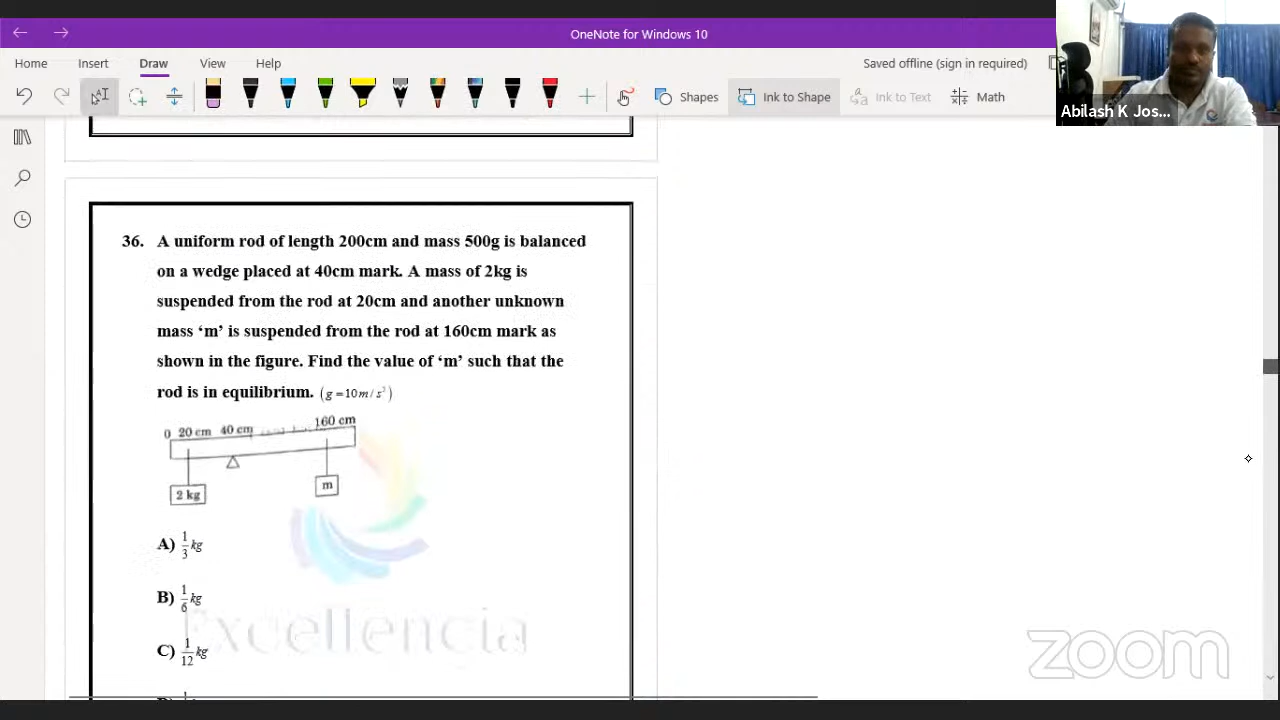 OneNote for Windows 10
Home Insert Draw View Help
Saved offline (sign in required)
Shapes Ink to Shape Ink to Text Math
Abilash K Jos...
36. A uniform rod of length 200cm and mass 500g is balanced
on a wedge placed at 40cm mark. A mass of 2kg is
suspended from the rod at 20cm and another unknown
mass ‘m’ is suspended from the rod at 160cm mark as
shown in the figure. Find the value of ‘m’ such that the
rod is in equilibrium. (g = 10 m / s²)
0 20 cm 40 cm 160 cm
2 kg m
A) 1/3 kg
B) 1/6 kg
Excellencia
C) 1/12 kg
zoom